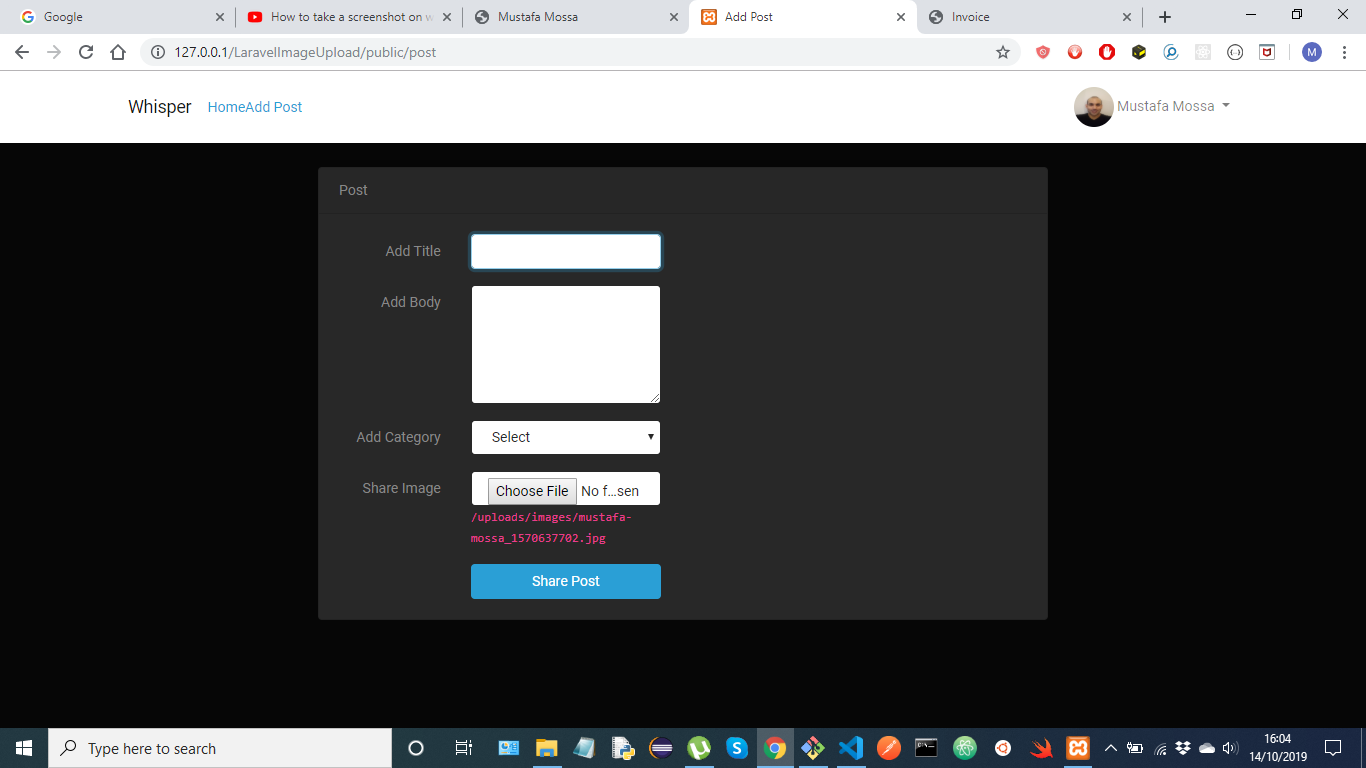 Google
How to take a screenshot on w
Mustafa Mossa
Add Post
Invoice
127.0.0.1/LaravelImageUpload/public/post
M
Whisper
Home
Add Post
Mustafa Mossa
Post
Add Title
Add Body
Add Category
Select
Share Image
Choose File
No f...sen
/uploads/images/mustafa-
mossa_1570637702.jpg
Share Post
Type here to search
16:04
14/10/2019